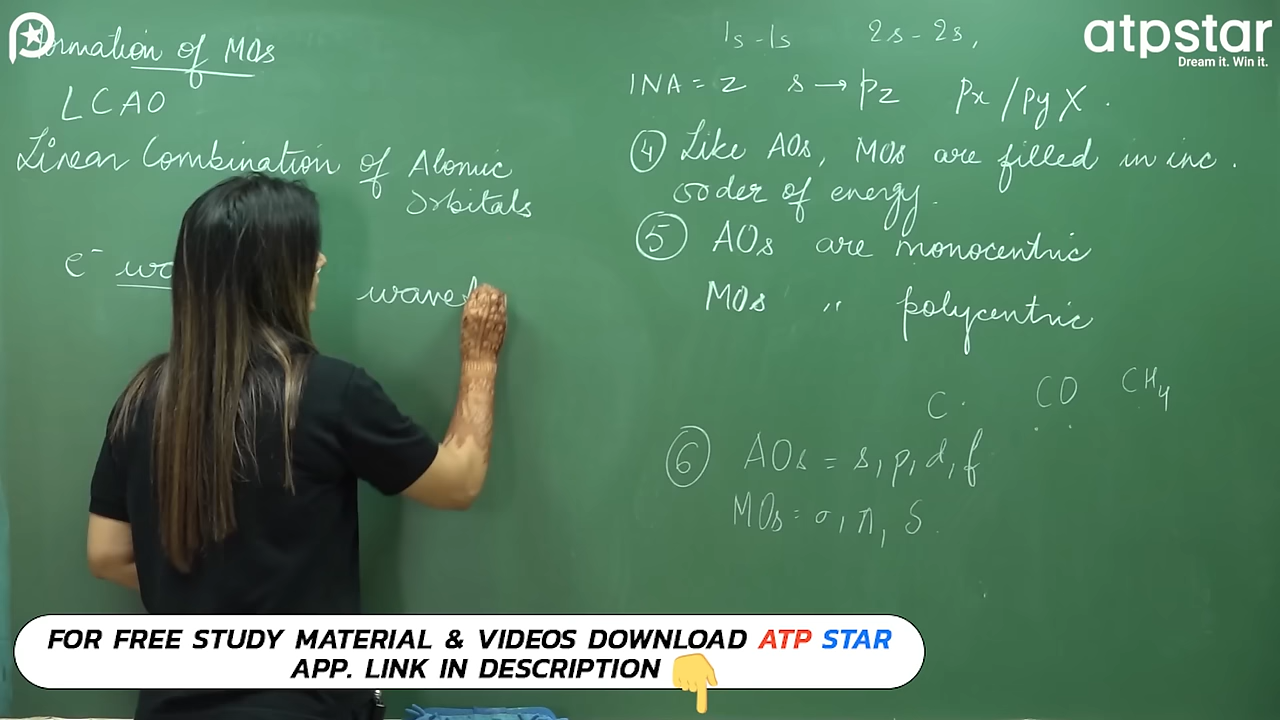 Formation of MOs
LCAO
Linear Combination of Atomic
Orbitals
e⁻
atpstar
Dream it. Win it.
1s-1s 2s-2s,
INA = z s → pz px/py X.
④ Like AOs, MOs are filled in inc.
order of energy.
⑤ AOs are monocentric
MOs " polycentric
C. CO CH₄
⑥ AOs = s, p, d, f
MOs = σ, π, δ.
FOR FREE STUDY MATERIAL & VIDEOS DOWNLOAD ATP STAR
APP. LINK IN DESCRIPTION